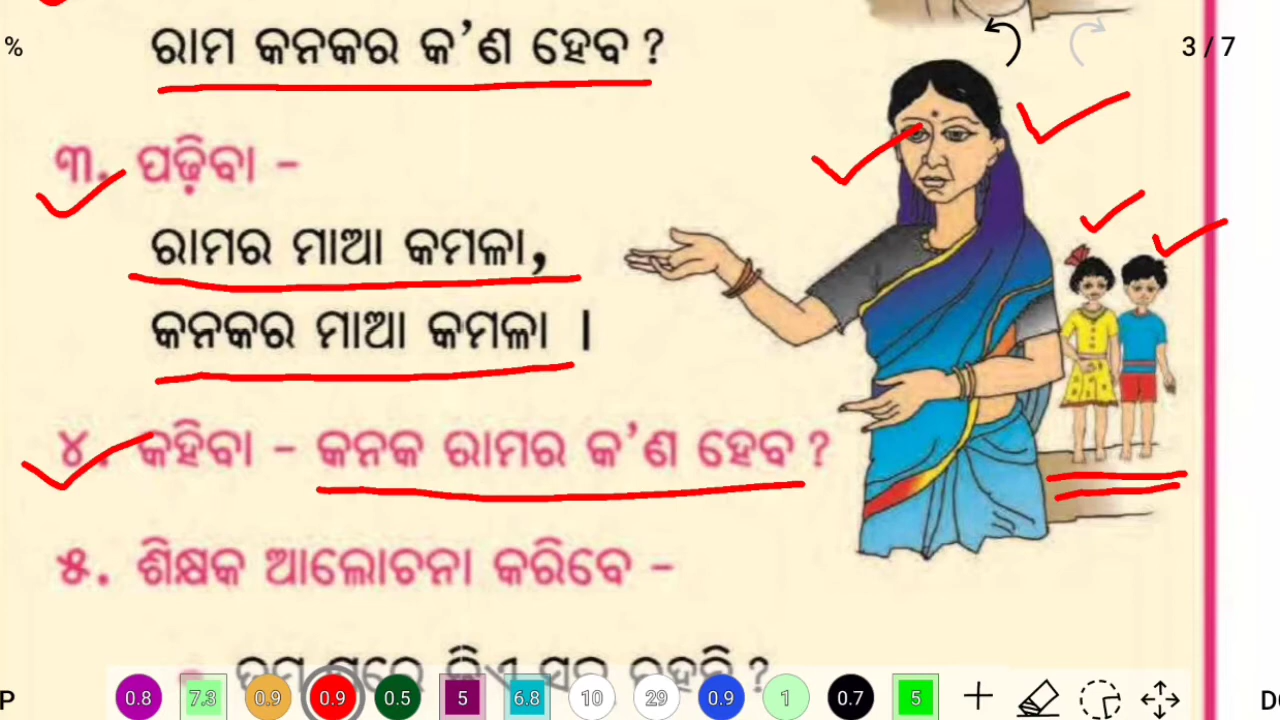 %
3 / 7
ରାମ କନକର କ'ଣ ହେବ ?
୩. ପଢ଼ିବା -
ରାମର ମାଆ କମଳା,
କନକର ମାଆ କମଳା ।
୪. କହିବା - କନକ ରାମର କ'ଣ ହେବ ?
୫. ଶିକ୍ଷକ ଆଲୋଚନା କରିବେ -
?
P 0.8 7.3 0.9 0.9 0.5 5 6.8 10 29 0.9 1 0.7 5